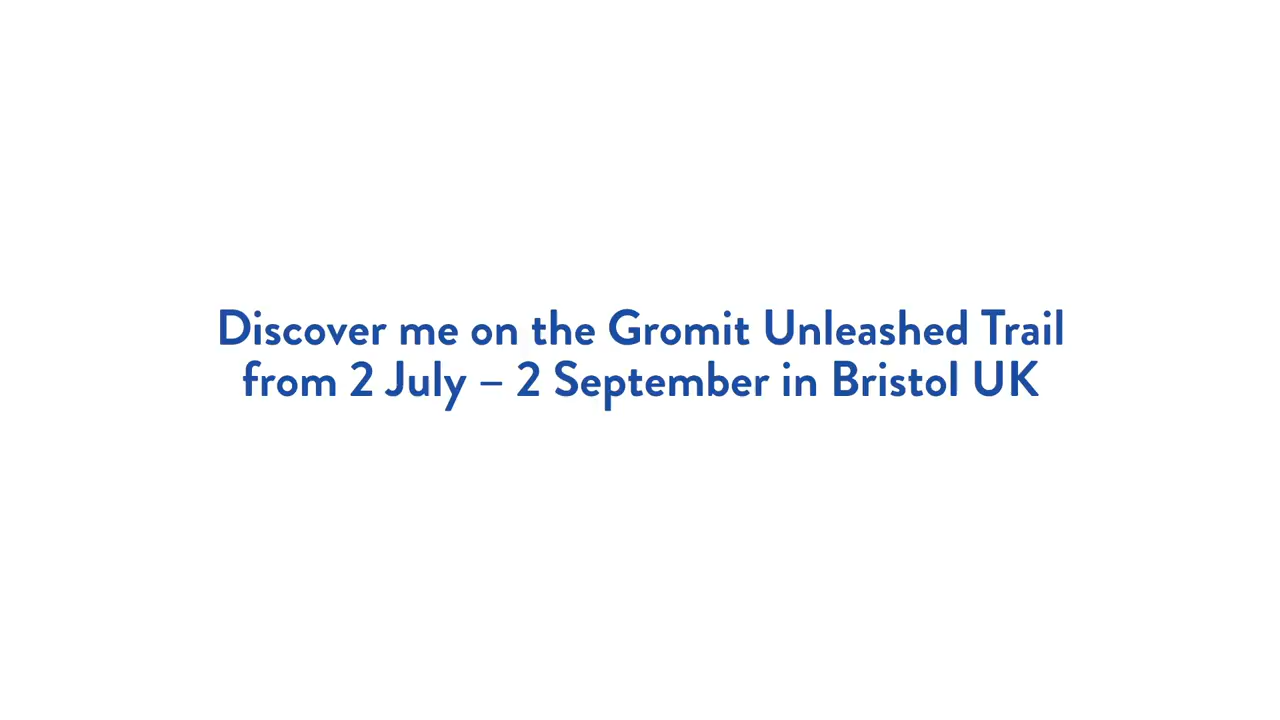 Discover me on the Gromit Unleashed Trail
from 2 July – 2 September in Bristol UK